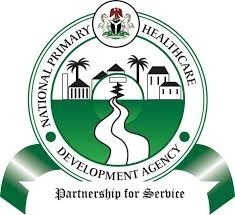 NATIONAL PRIMARY HEALTHCARE
DEVELOPMENT AGENCY
Partnership for Service